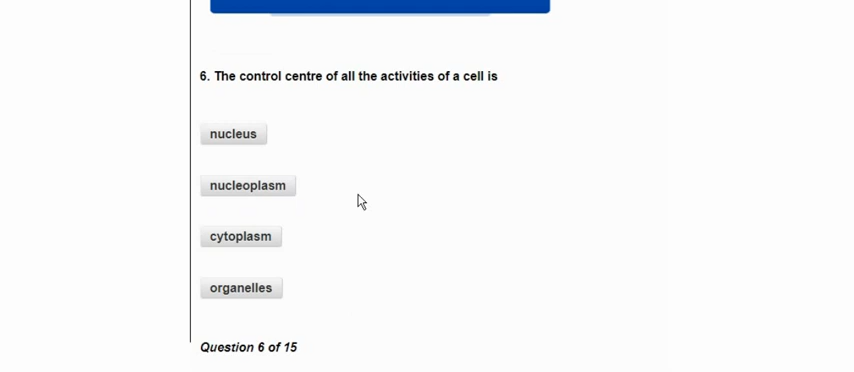 6. The control centre of all the activities of a cell is
nucleus
nucleoplasm
cytoplasm
organelles
Question 6 of 15